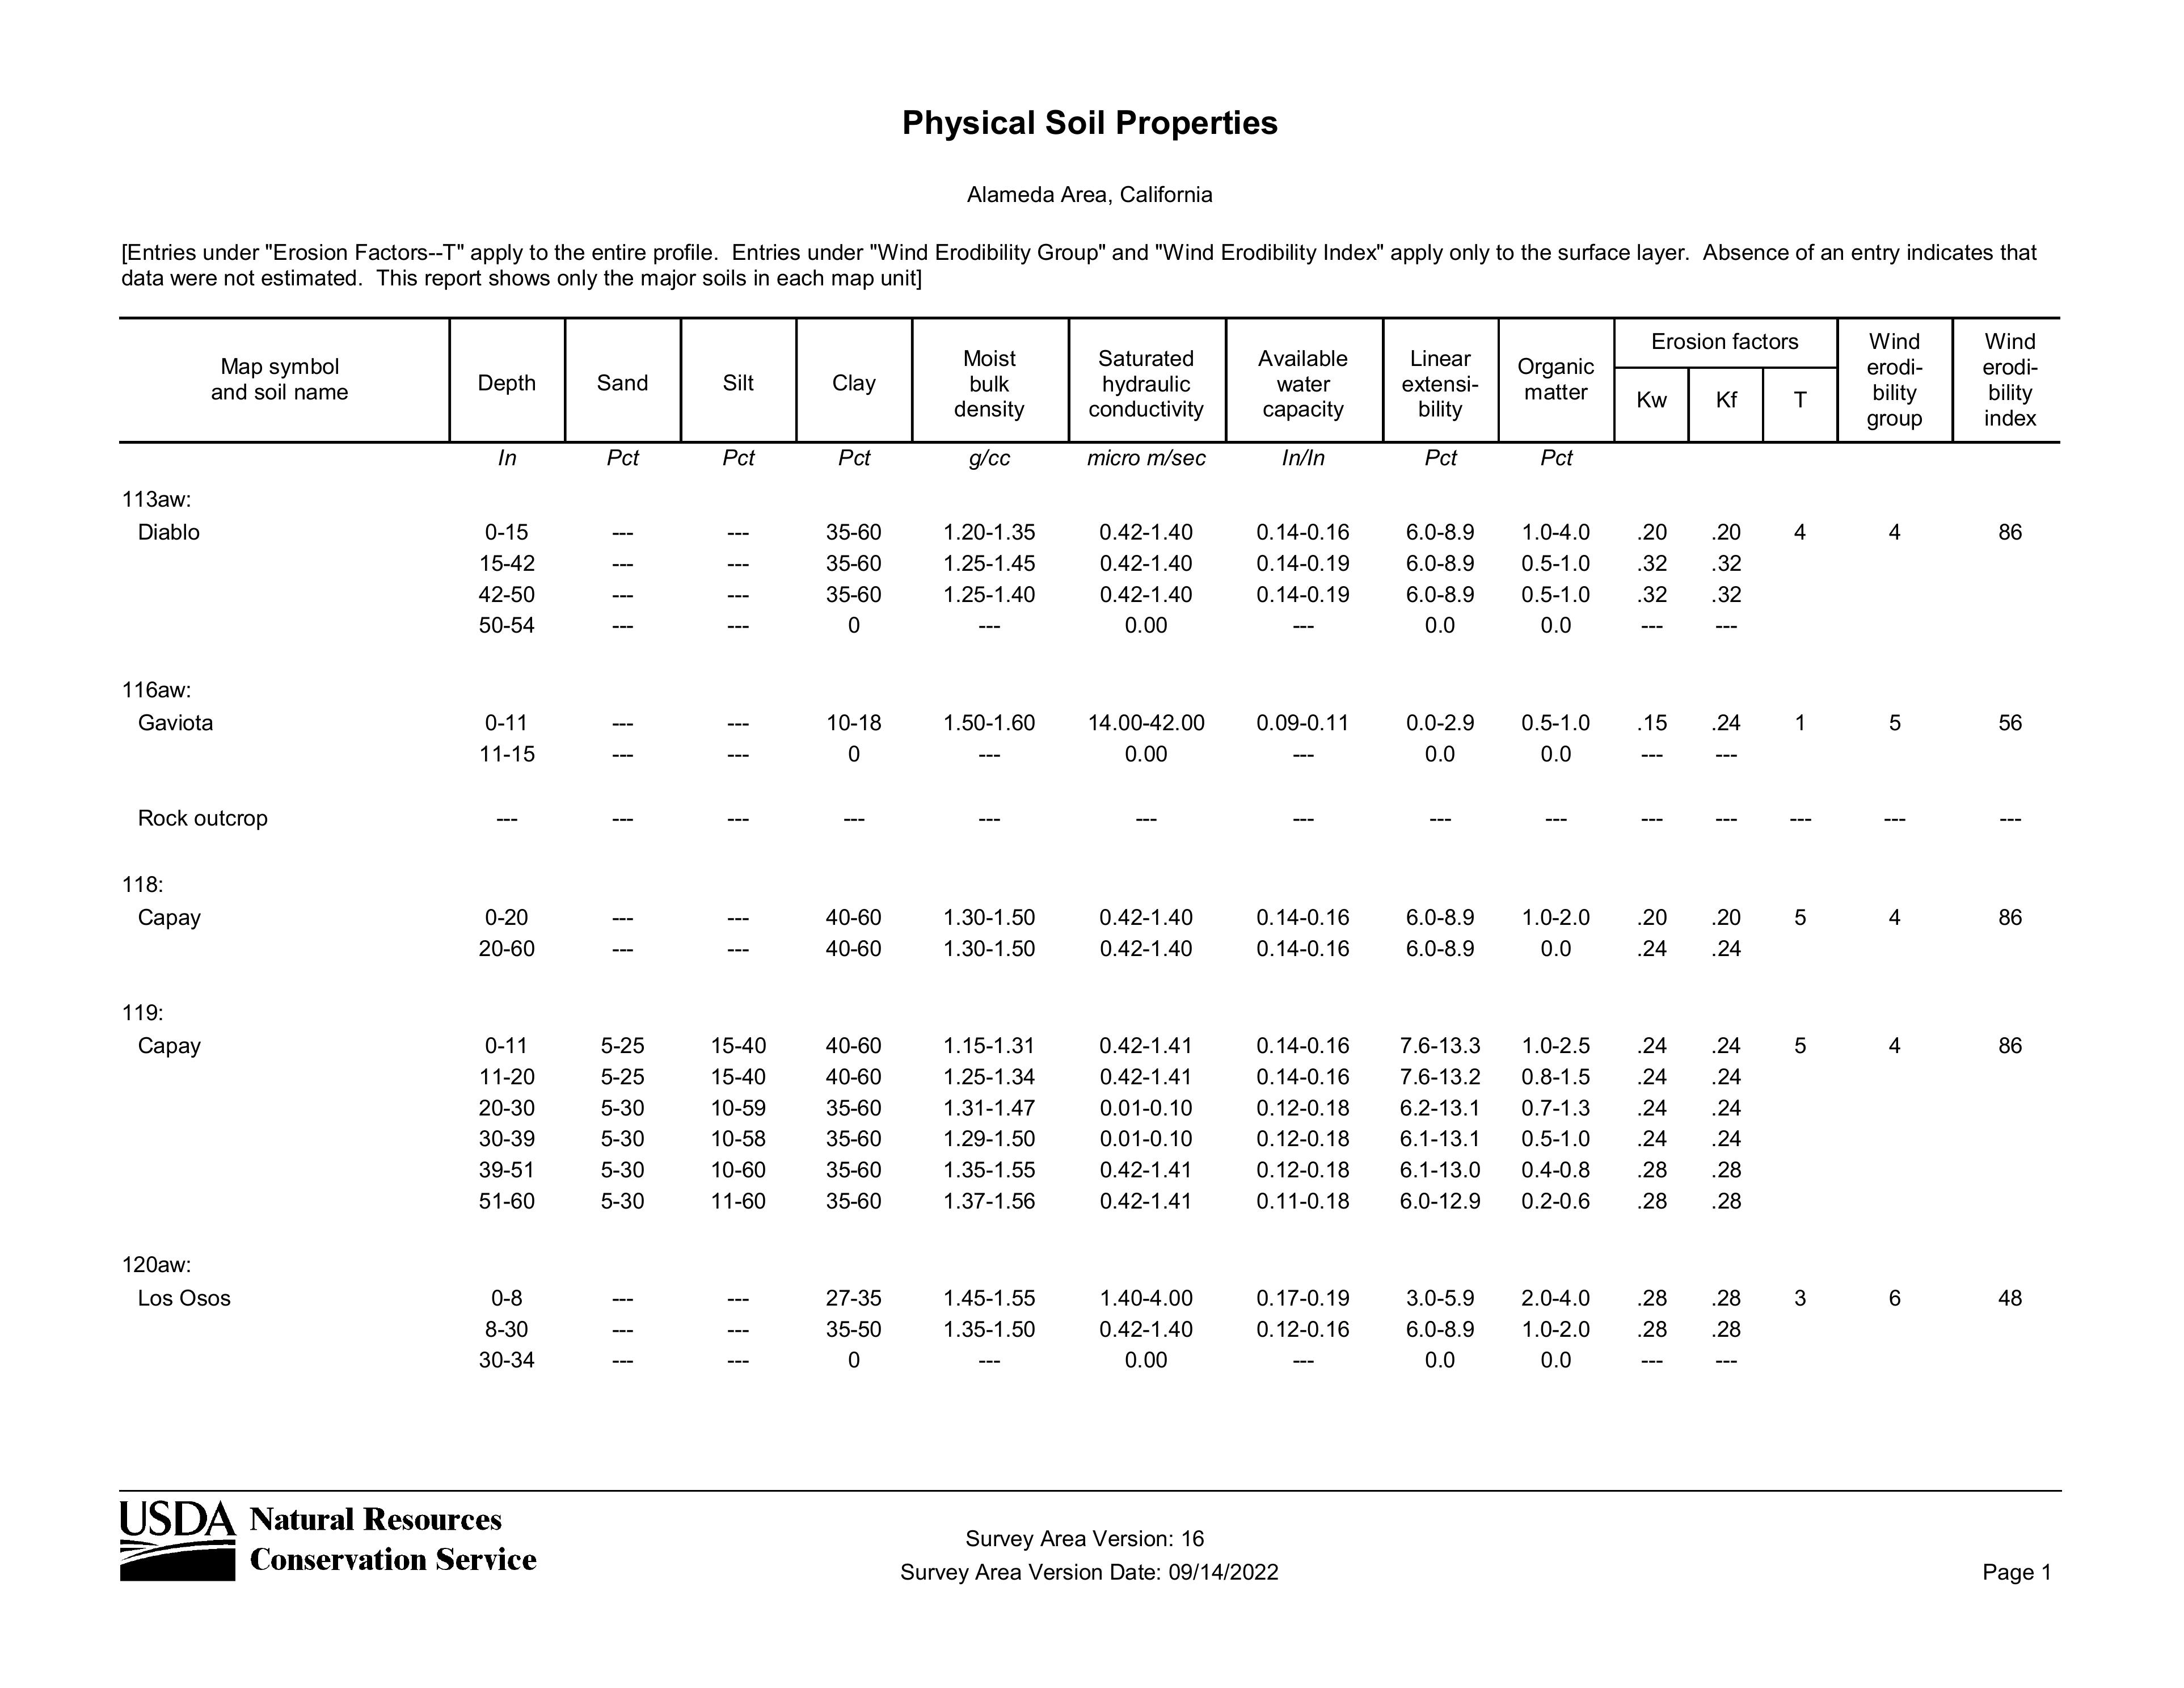 Physical Soil Properties
Alameda Area, California
[Entries under "Erosion Factors--T" apply to the entire profile.  Entries under "Wind Erodibility Group" and "Wind Erodibility Index" apply only to the surface layer.  Absence of an entry indicates that
data were not estimated.  This report shows only the major soils in each map unit]
Map symbol and soil name | Depth | Sand | Silt | Clay | Moist bulk density | Saturated hydraulic conductivity | Available water capacity | Linear extensi-bility | Organic matter | Erosion factors Kw | Kf | T | Wind erodi-bility group | Wind erodi-bility index
In Pct Pct Pct g/cc micro m/sec In/In Pct Pct
113aw:
Diablo 0-15 --- --- 35-60 1.20-1.35 0.42-1.40 0.14-0.16 6.0-8.9 1.0-4.0 .20 .20 4 4 86
15-42 --- --- 35-60 1.25-1.45 0.42-1.40 0.14-0.19 6.0-8.9 0.5-1.0 .32 .32
42-50 --- --- 35-60 1.25-1.40 0.42-1.40 0.14-0.19 6.0-8.9 0.5-1.0 .32 .32
50-54 --- --- 0 --- 0.00 --- 0.0 0.0 --- ---
116aw:
Gaviota 0-11 --- --- 10-18 1.50-1.60 14.00-42.00 0.09-0.11 0.0-2.9 0.5-1.0 .15 .24 1 5 56
11-15 --- --- 0 --- 0.00 --- 0.0 0.0 --- ---
Rock outcrop --- --- --- --- --- --- --- --- --- --- --- --- --- ---
118:
Capay 0-20 --- --- 40-60 1.30-1.50 0.42-1.40 0.14-0.16 6.0-8.9 1.0-2.0 .20 .20 5 4 86
20-60 --- --- 40-60 1.30-1.50 0.42-1.40 0.14-0.16 6.0-8.9 0.0 .24 .24
119:
Capay 0-11 5-25 15-40 40-60 1.15-1.31 0.42-1.41 0.14-0.16 7.6-13.3 1.0-2.5 .24 .24 5 4 86
11-20 5-25 15-40 40-60 1.25-1.34 0.42-1.41 0.14-0.16 7.6-13.2 0.8-1.5 .24 .24
20-30 5-30 10-59 35-60 1.31-1.47 0.01-0.10 0.12-0.18 6.2-13.1 0.7-1.3 .24 .24
30-39 5-30 10-58 35-60 1.29-1.50 0.01-0.10 0.12-0.18 6.1-13.1 0.5-1.0 .24 .24
39-51 5-30 10-60 35-60 1.35-1.55 0.42-1.41 0.12-0.18 6.1-13.0 0.4-0.8 .28 .28
51-60 5-30 11-60 35-60 1.37-1.56 0.42-1.41 0.11-0.18 6.0-12.9 0.2-0.6 .28 .28
120aw:
Los Osos 0-8 --- --- 27-35 1.45-1.55 1.40-4.00 0.17-0.19 3.0-5.9 2.0-4.0 .28 .28 3 6 48
8-30 --- --- 35-50 1.35-1.50 0.42-1.40 0.12-0.16 6.0-8.9 1.0-2.0 .28 .28
30-34 --- --- 0 --- 0.00 --- 0.0 0.0 --- ---
USDA Natural Resources
Conservation Service
Survey Area Version: 16
Survey Area Version Date: 09/14/2022
Page 1